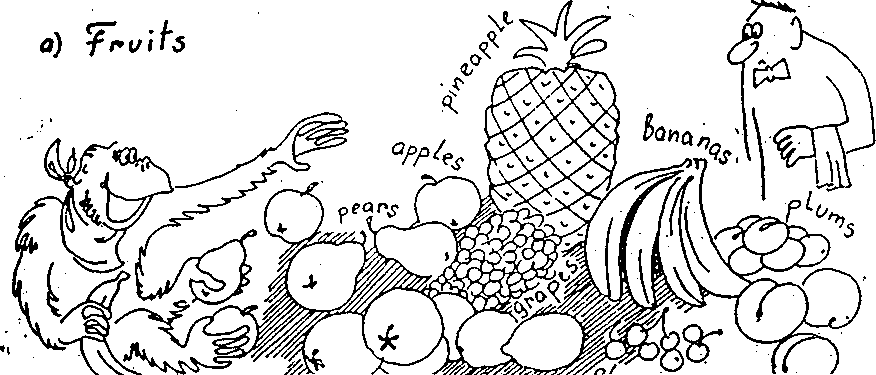 a) Fruits
pineapple
apples
Bananas
pears
plums
grapes